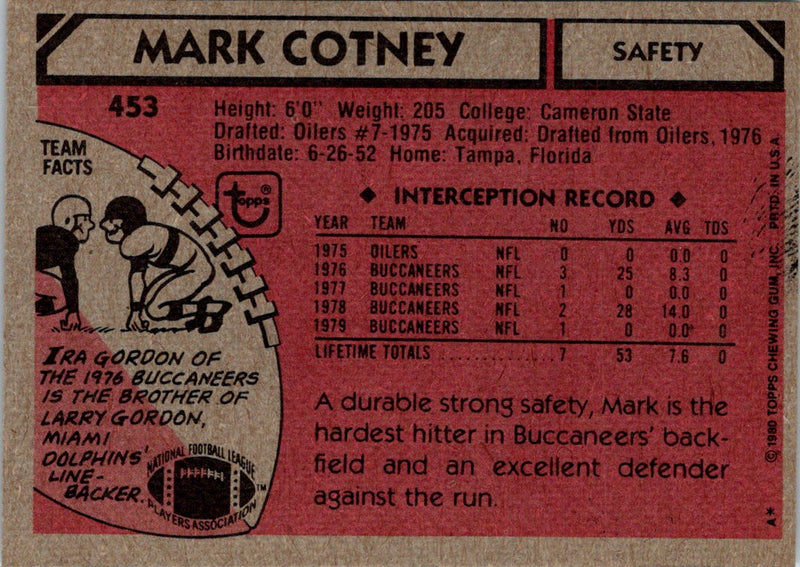 MARK COTNEY
SAFETY
453
Height: 6'0" Weight: 205 College: Cameron State
Drafted: Oilers #7-1975 Acquired: Drafted from Oilers, 1976
Birthdate: 6-26-52 Home: Tampa, Florida
TEAM
FACTS
topps®
◆ INTERCEPTION RECORD ◆
YEAR TEAM NO YDS AVG TDS
1975 OILERS NFL 0 0 0.0 0
1976 BUCCANEERS NFL 3 25 8.3 0
1977 BUCCANEERS NFL 1 0 0.0 0
1978 BUCCANEERS NFL 2 28 14.0 0
1979 BUCCANEERS NFL 1 0 0.0 0
LIFETIME TOTALS .................. 7 53 7.6 0
IRA GORDON OF
THE 1976 BUCCANEERS
IS THE BROTHER OF
LARRY GORDON,
MIAMI
DOLPHINS'
LINE-
BACKER.
NATIONAL FOOTBALL LEAGUE
PLAYERS ASSOCIATION
™
A durable strong safety, Mark is the
hardest hitter in Buccaneers' back-
field and an excellent defender
against the run.
© 1980 TOPPS CHEWING GUM, INC. PRTD. IN U.S.A.
A*